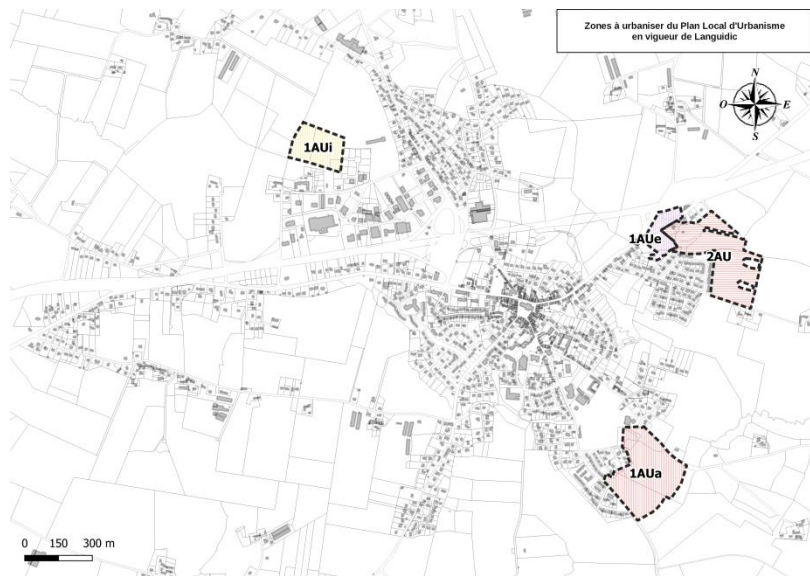 Zones à urbaniser du Plan Local d'Urbanisme
en vigueur de Languidic
N
O
E
S
1AUi
1AUe
2AU
1AUa
0 150 300 m